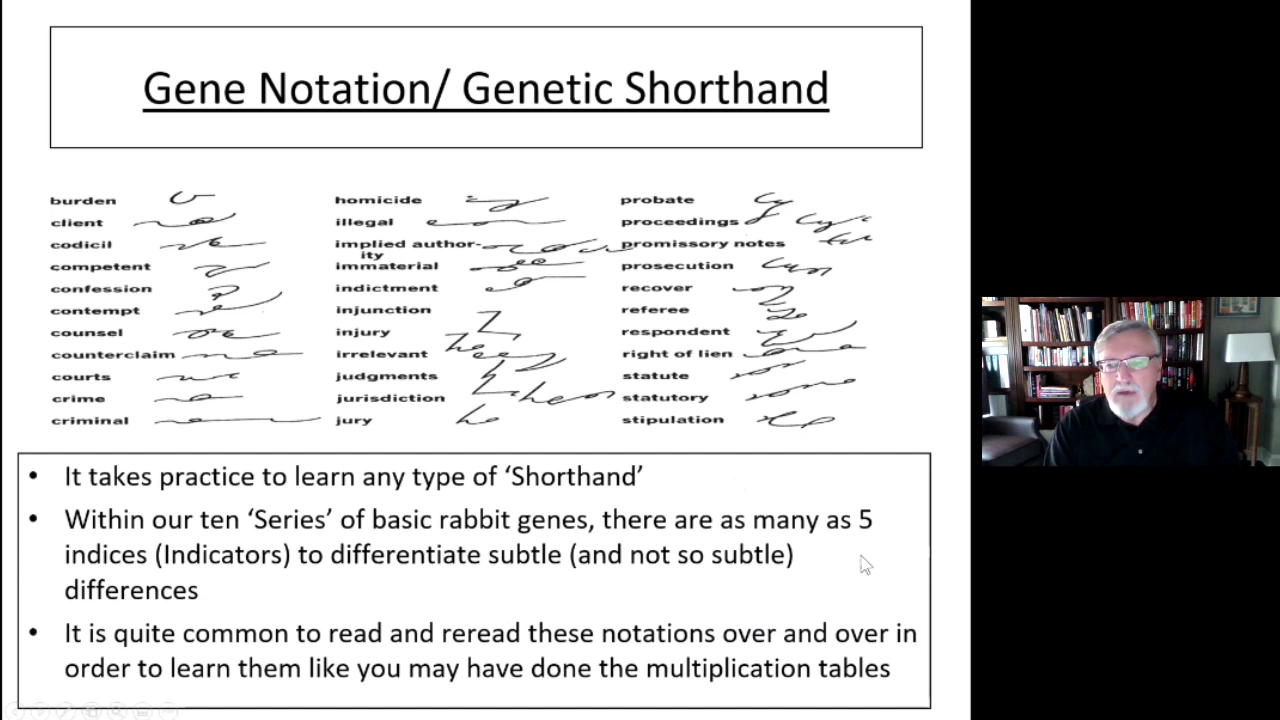 Gene Notation/ Genetic Shorthand
burden
client
codicil
competent
confession
contempt
counsel
counterclaim
courts
crime
criminal
homicide
illegal
implied author-
ity
immaterial
indictment
injunction
injury
irrelevant
judgments
jurisdiction
jury
probate
proceedings
promissory notes
prosecution
recover
referee
respondent
right of lien
statute
statutory
stipulation
• It takes practice to learn any type of ‘Shorthand’
• Within our ten ‘Series’ of basic rabbit genes, there are as many as 5
indices (Indicators) to differentiate subtle (and not so subtle)
differences
• It is quite common to read and reread these notations over and over in
order to learn them like you may have done the multiplication tables